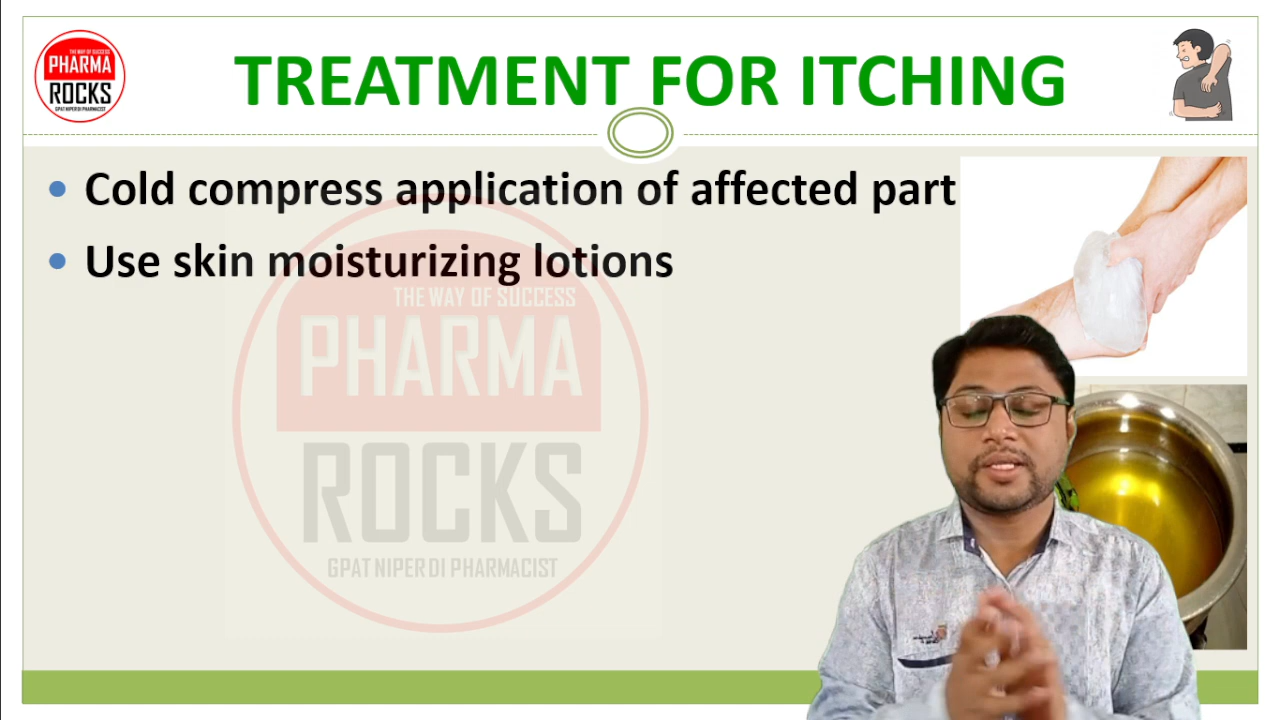 THE WAY OF SUCCESS
PHARMA
ROCKS
GPAT NIPER DI PHARMACIST
TREATMENT FOR ITCHING
• Cold compress application of affected part
• Use skin moisturizing lotions
THE WAY OF SUCCESS
PHARMA
ROCKS
GPAT NIPER DI PHARMACIST